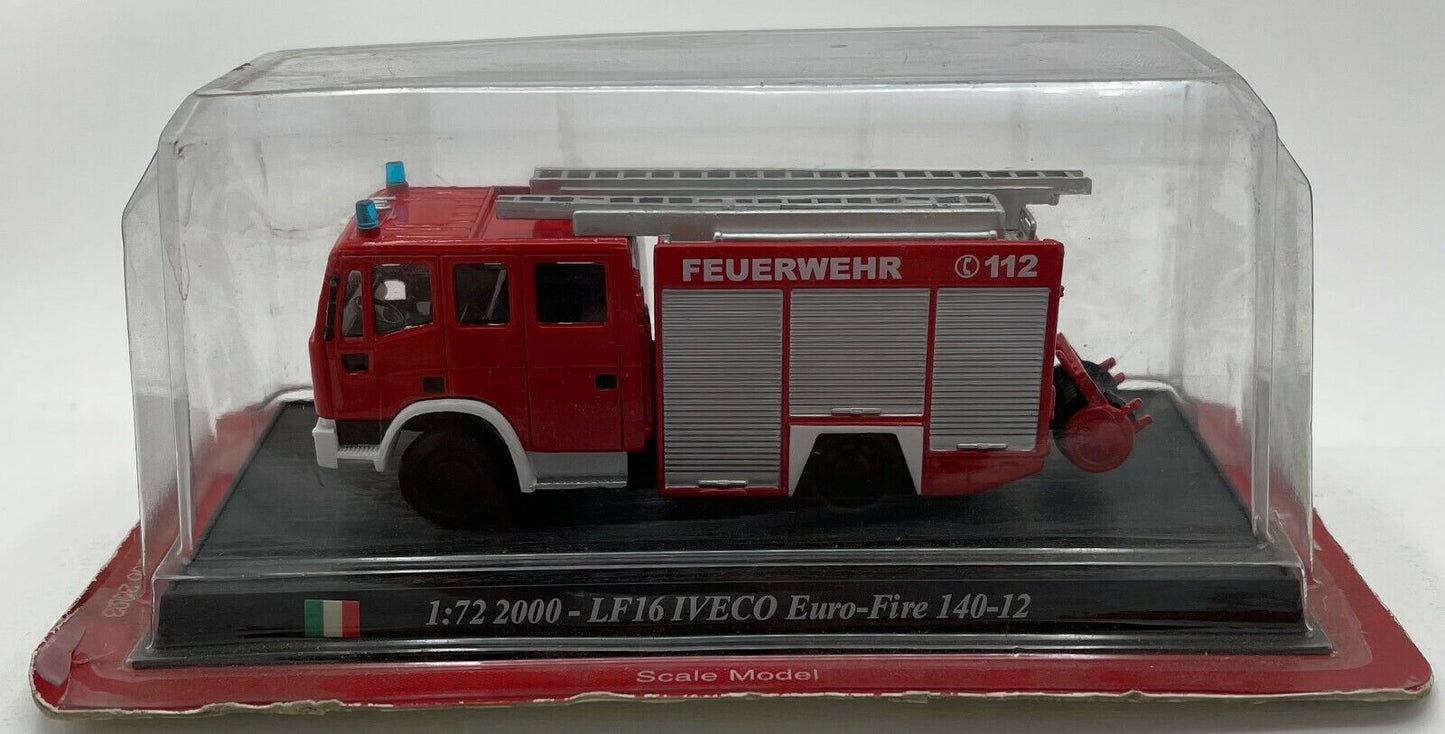 FEUERWEHR ✆ 112
1:72 2000 - LF16 IVECO Euro-Fire 140-12
Scale Model